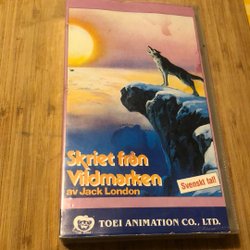 Skriet från
Vildmarken
av Jack London
Svenskt tal!
TOEI ANIMATION CO., LTD.